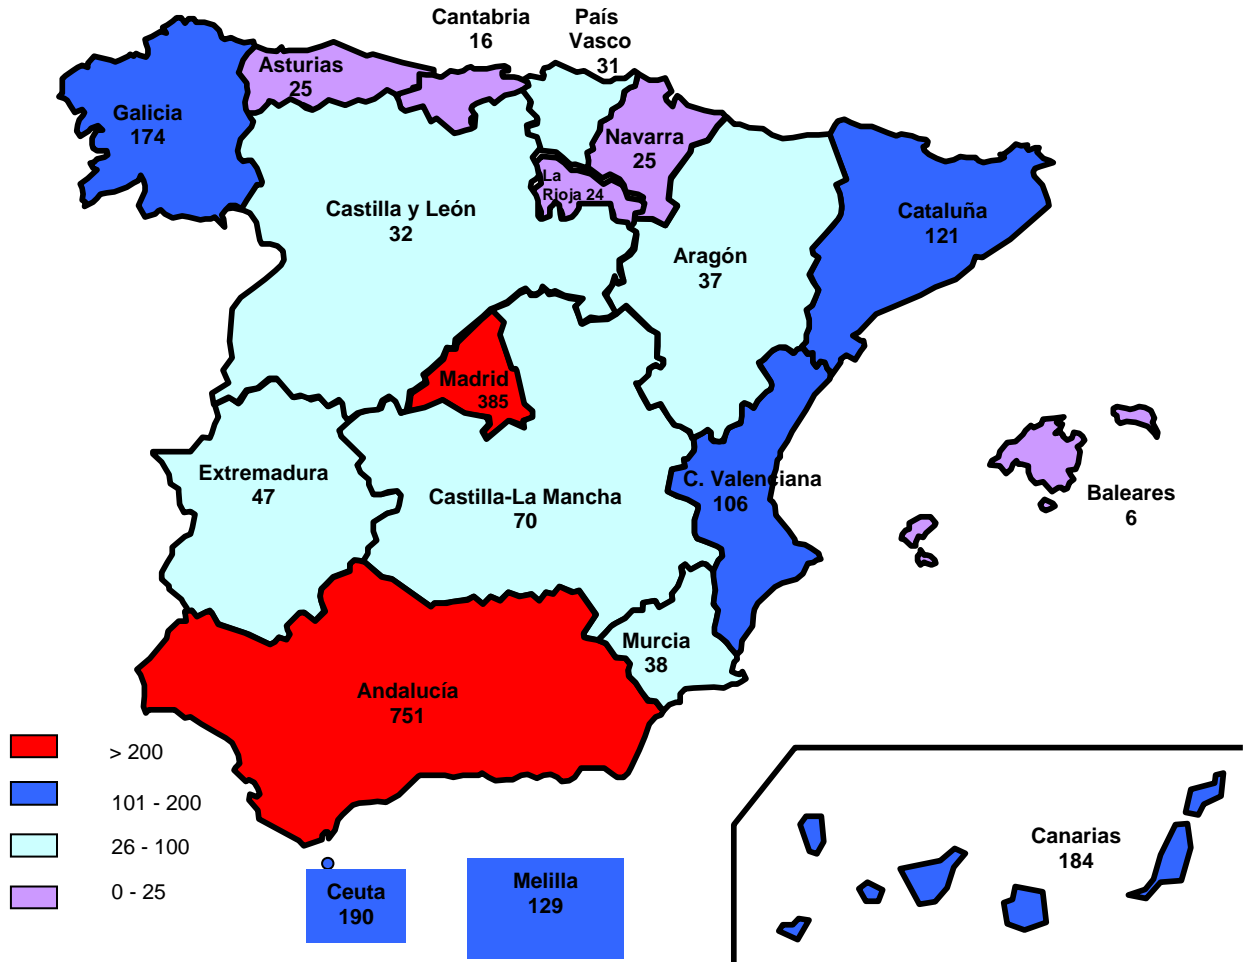 Cantabria
16
País
Vasco
31
Asturias
25
Galicia
174
Navarra
25
La
Rioja 24
Castilla y León
32
Cataluña
121
Aragón
37
Madrid
385
Extremadura
47
Castilla-La Mancha
70
C. Valenciana
106
Baleares
6
Murcia
38
Andalucía
751
> 200
101 - 200
26 - 100
0 - 25
Ceuta
190
Melilla
129
Canarias
184